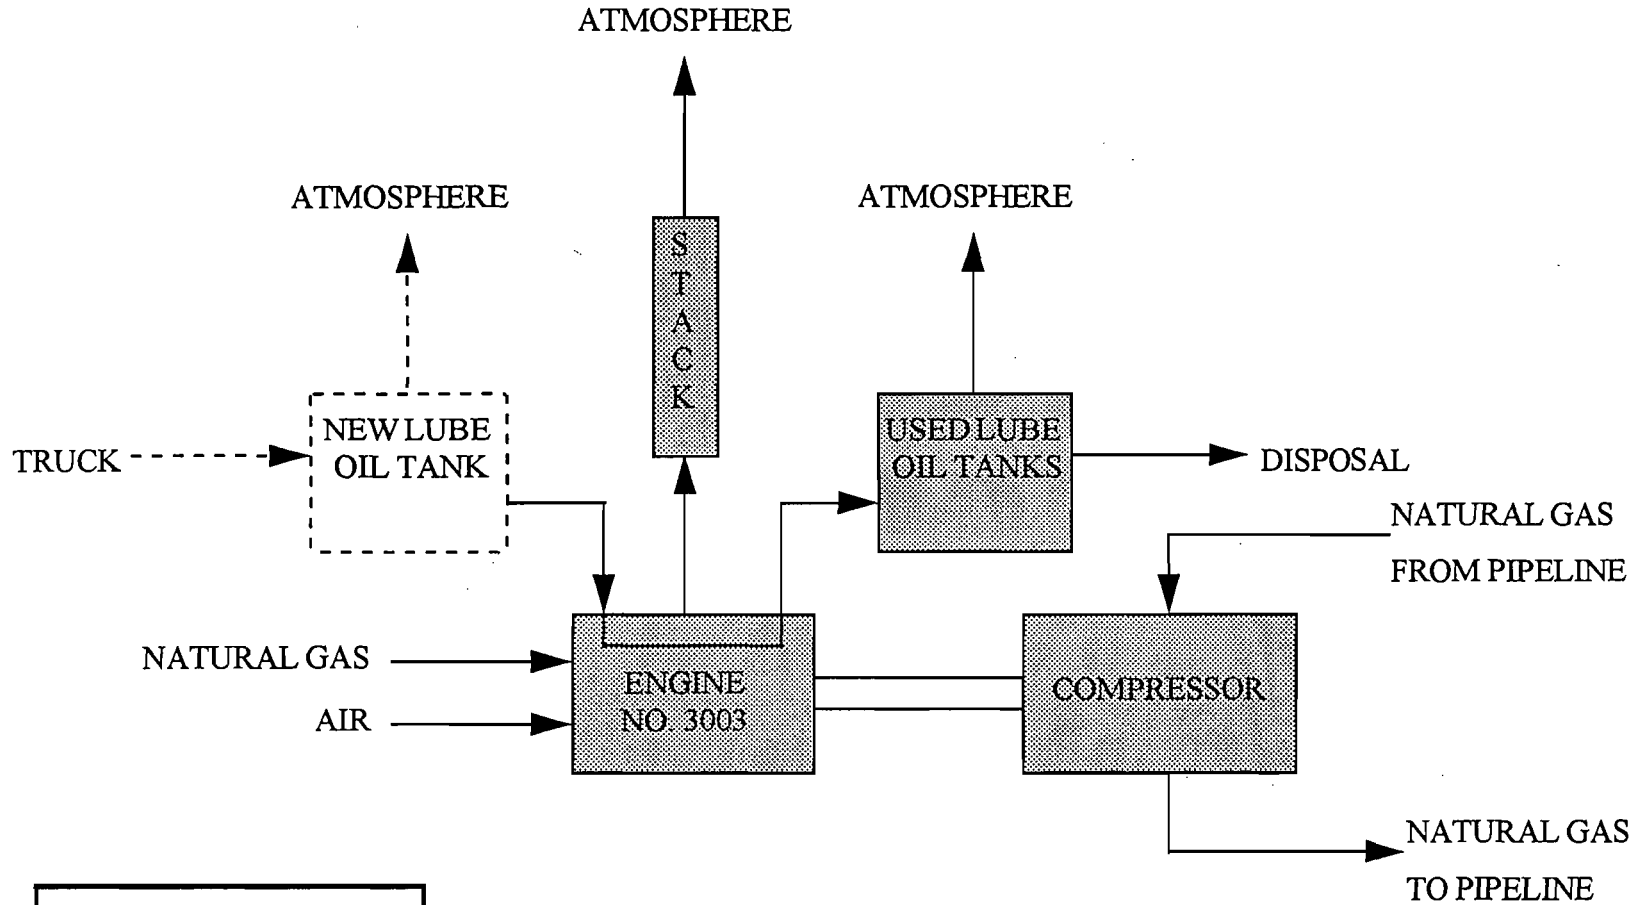 ATMOSPHERE
ATMOSPHERE
ATMOSPHERE
STACK
NEW LUBE
OIL TANK
USED LUBE
OIL TANKS
TRUCK
DISPOSAL
NATURAL GAS
FROM PIPELINE
NATURAL GAS
AIR
ENGINE
NO. 3003
COMPRESSOR
NATURAL GAS
TO PIPELINE